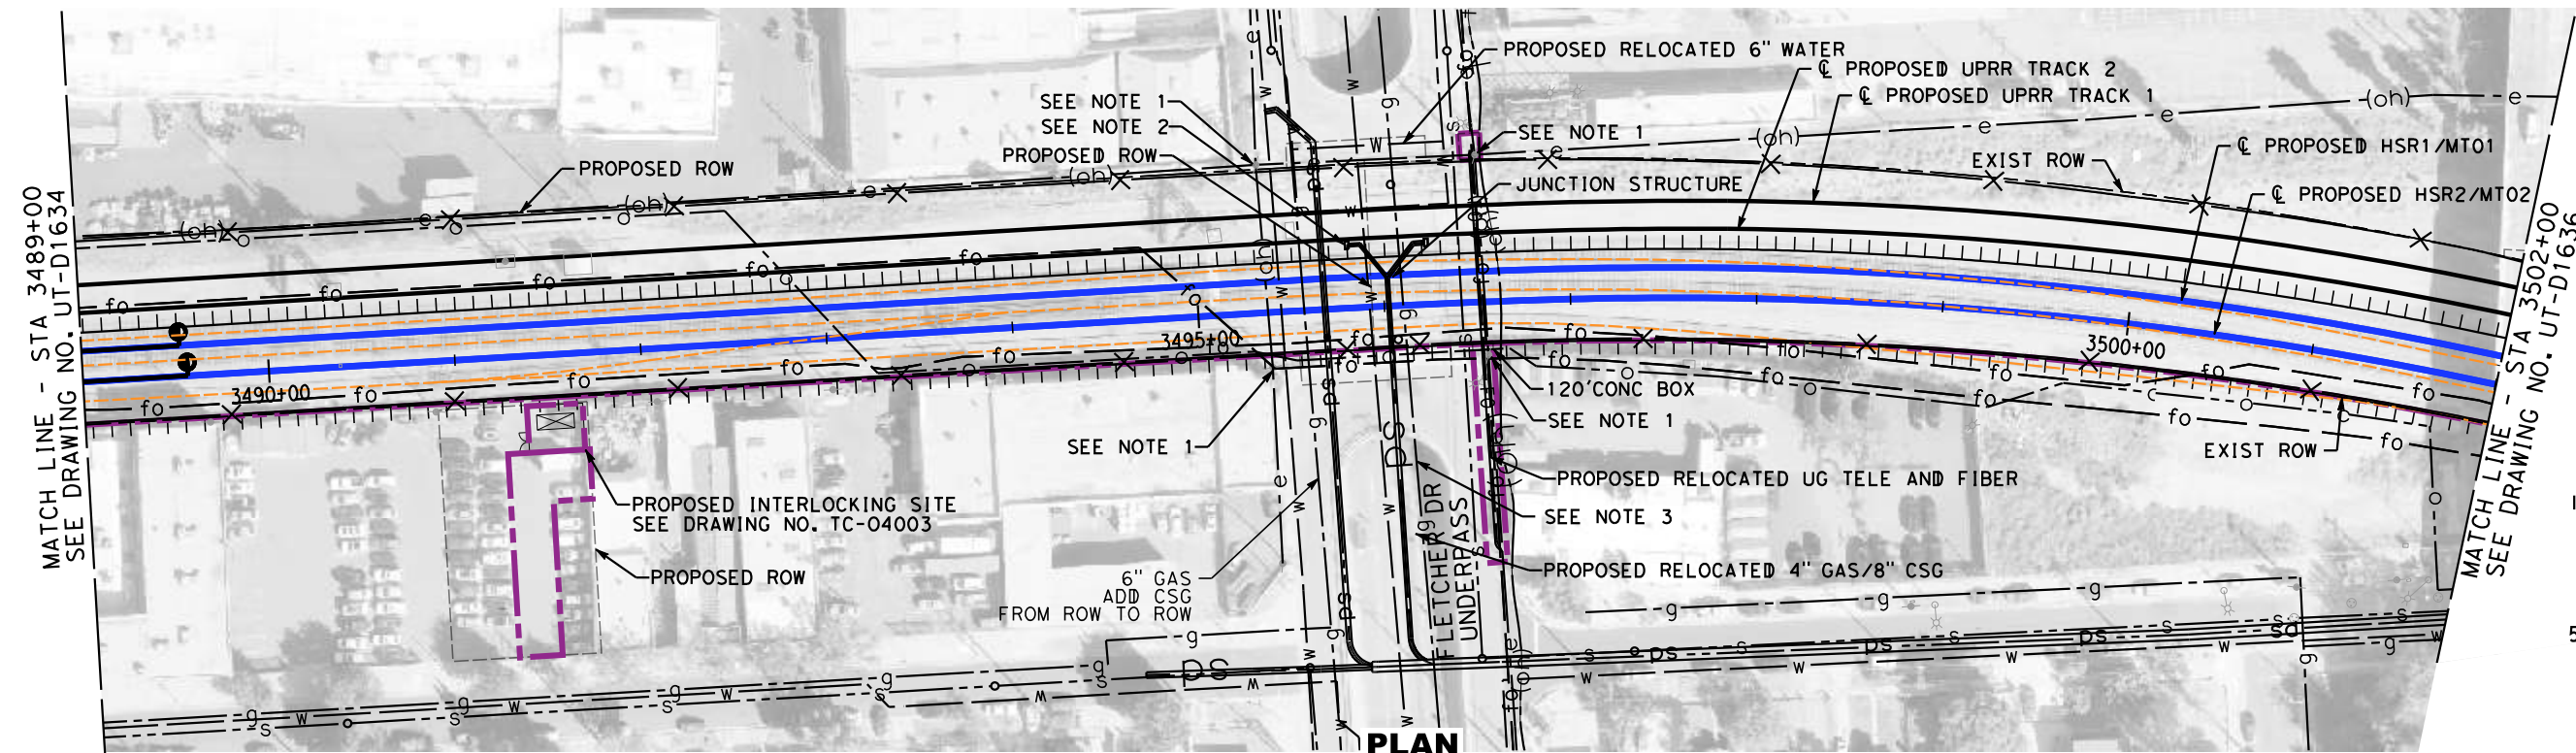 MATCH LINE - STA 3489+00
SEE DRAWING NO. UT-D1634
PROPOSED ROW
SEE NOTE 1
SEE NOTE 2
PROPOSED ROW
PROPOSED RELOCATED 6" WATER
℄ PROPOSED UPRR TRACK 2
℄ PROPOSED UPRR TRACK 1
SEE NOTE 1
JUNCTION STRUCTURE
EXIST ROW
℄ PROPOSED HSR1/MT01
℄ PROPOSED HSR2/MT02
3490+00
3495+00
3500+00
120' CONC BOX
SEE NOTE 1
SEE NOTE 1
EXIST ROW
PROPOSED RELOCATED UG TELE AND FIBER
PROPOSED INTERLOCKING SITE
SEE DRAWING NO. TC-04003
SEE NOTE 3
PROPOSED ROW
6" GAS
ADD CSG
FROM ROW TO ROW
PROPOSED RELOCATED 4" GAS/8" CSG
FLETCHER DR
UNDERPASS
MATCH LINE - STA 3502+00
SEE DRAWING NO. UT-D1636
PLAN